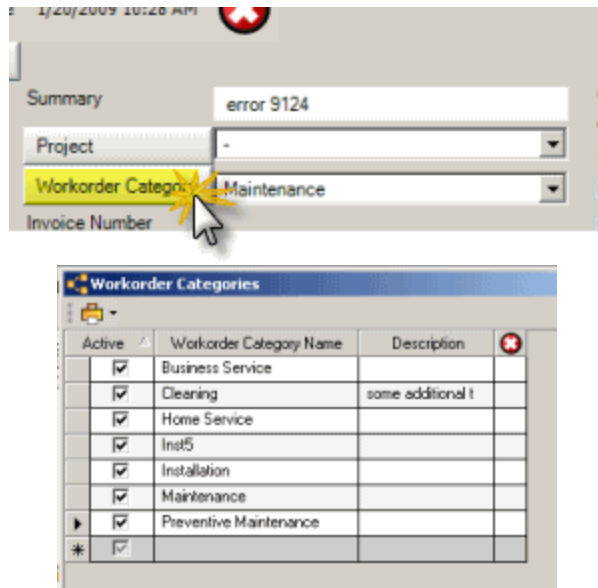 1/20/2009 10:28 AM
Summary
error 9124
Project
-
Workorder Category
Maintenance
Invoice Number
Workorder Categories
Active Workorder Category Name Description
Business Service
Cleaning some additional t
Home Service
Inst5
Installation
Maintenance
Preventive Maintenance